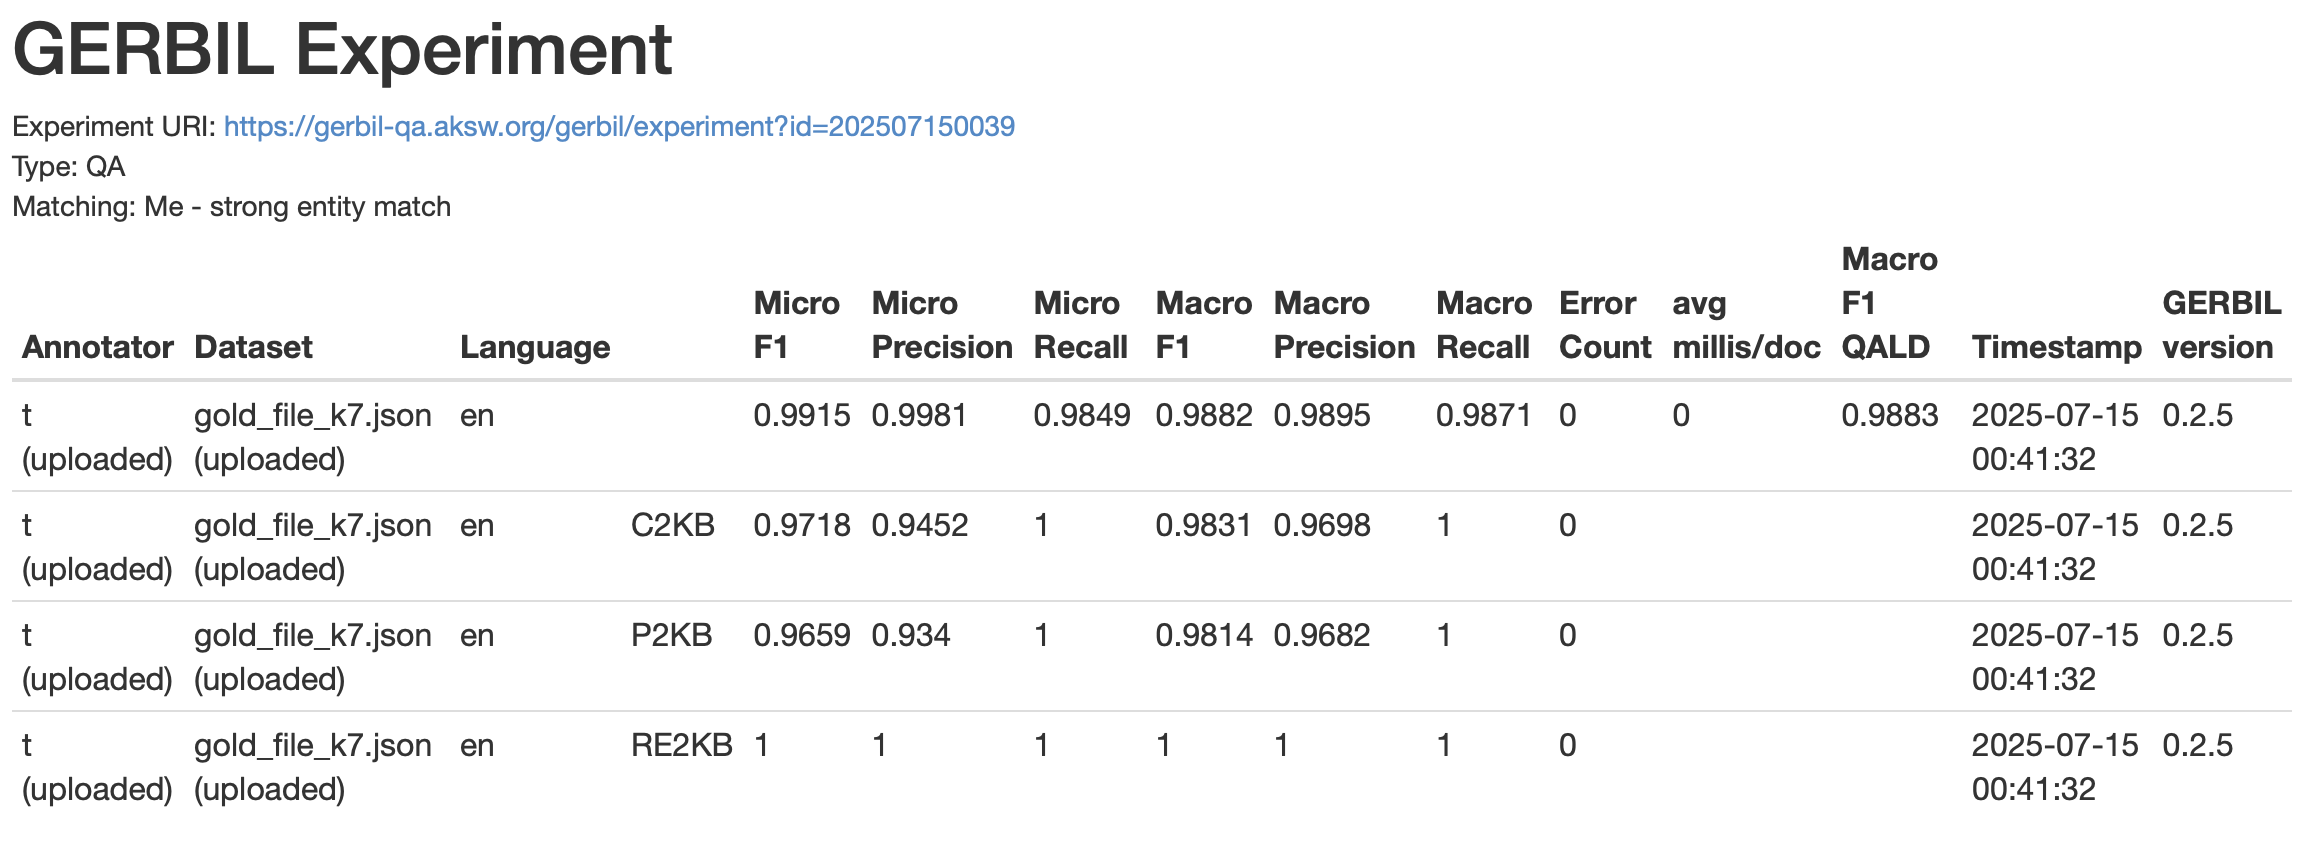 GERBIL Experiment
Experiment URI: https://gerbil-qa.aksw.org/gerbil/experiment?id=202507150039
Type: QA
Matching: Me - strong entity match
Annotator Dataset Language Micro F1 Micro Precision Micro Recall Macro F1 Macro Precision Macro Recall Error Count avg millis/doc Macro F1 QALD Timestamp GERBIL version
t (uploaded) gold_file_k7.json (uploaded) en 0.9915 0.9981 0.9849 0.9882 0.9895 0.9871 0 0 0.9883 2025-07-15 00:41:32 0.2.5
t (uploaded) gold_file_k7.json (uploaded) en C2KB 0.9718 0.9452 1 0.9831 0.9698 1 0 2025-07-15 00:41:32 0.2.5
t (uploaded) gold_file_k7.json (uploaded) en P2KB 0.9659 0.934 1 0.9814 0.9682 1 0 2025-07-15 00:41:32 0.2.5
t (uploaded) gold_file_k7.json (uploaded) en RE2KB 1 1 1 1 1 1 0 2025-07-15 00:41:32 0.2.5